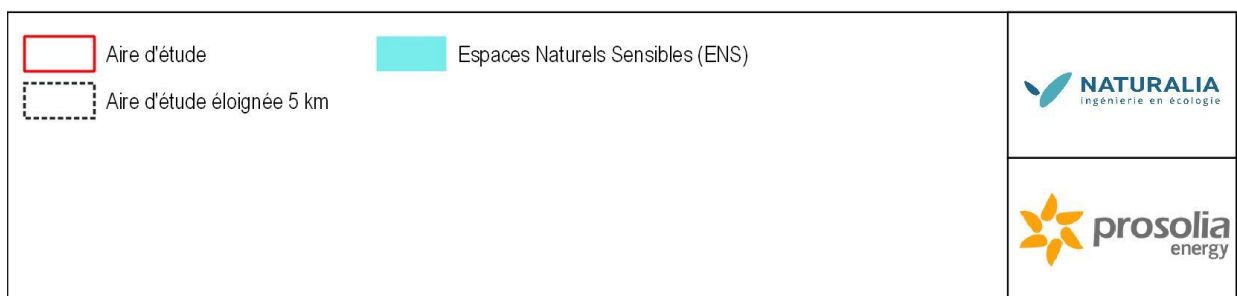 Aire d'étude
Espaces Naturels Sensibles (ENS)
Aire d'étude éloignée 5 km
NATURALIA
ingénierie en écologie
prosolia
energy